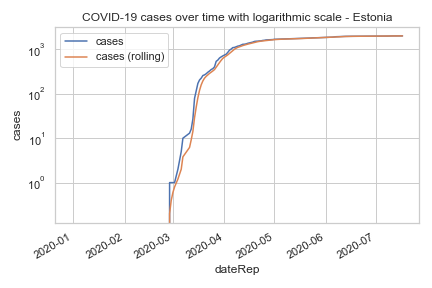 COVID-19 cases over time with logarithmic scale - Estonia
cases
cases (rolling)
10³
10²
10¹
10⁰
cases
2020-01
2020-02
2020-03
2020-04
2020-05
2020-06
2020-07
dateRep